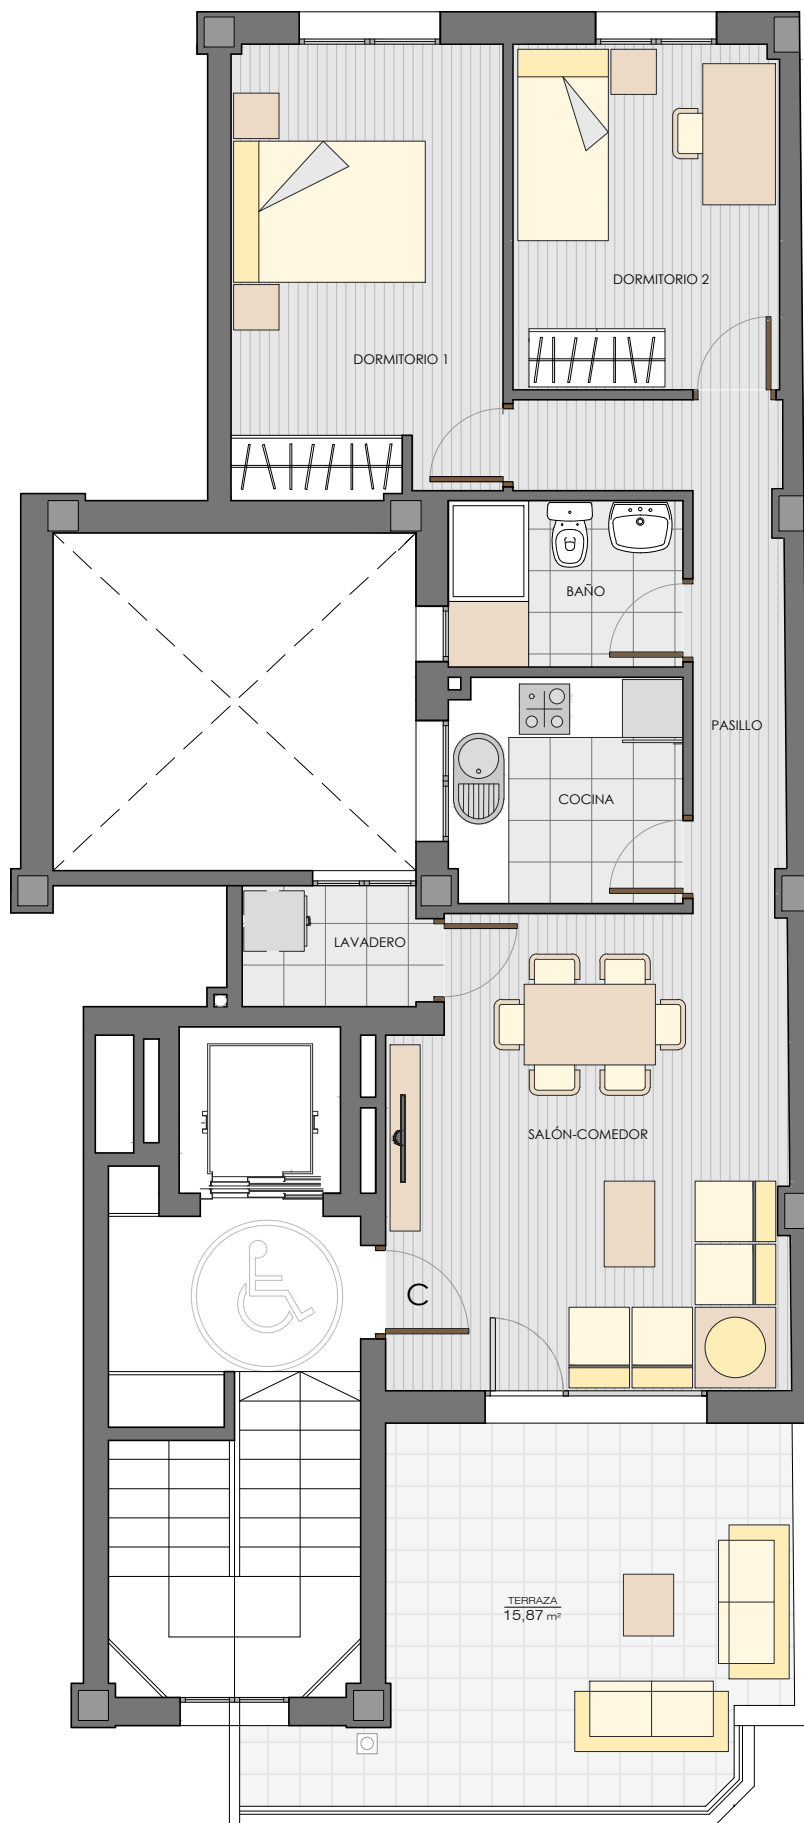 DORMITORIO 2
DORMITORIO 1
BAÑO
PASILLO
COCINA
LAVADERO
SALÓN-COMEDOR
C
TERRAZA
15,87 m²